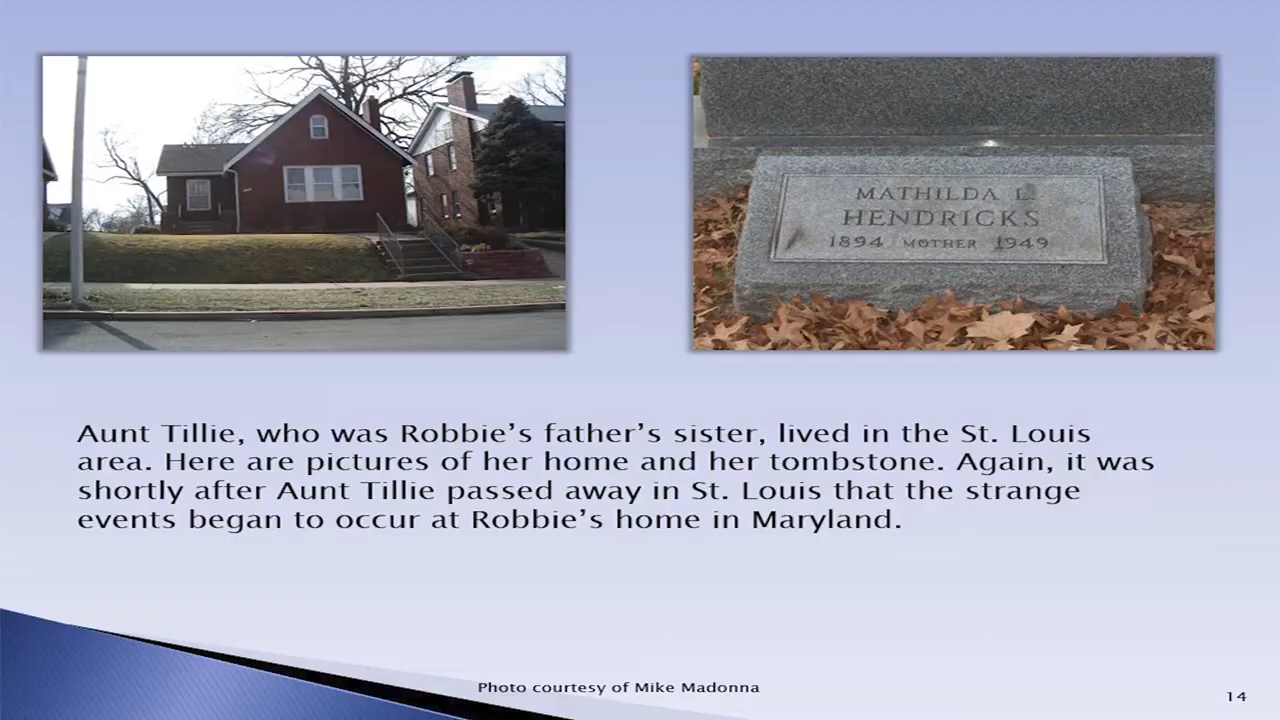 MATHILDA L.
HENDRICKS
1894 MOTHER 1949
Aunt Tillie, who was Robbie's father's sister, lived in the St. Louis
area. Here are pictures of her home and her tombstone. Again, it was
shortly after Aunt Tillie passed away in St. Louis that the strange
events began to occur at Robbie's home in Maryland.
Photo courtesy of Mike Madonna
14